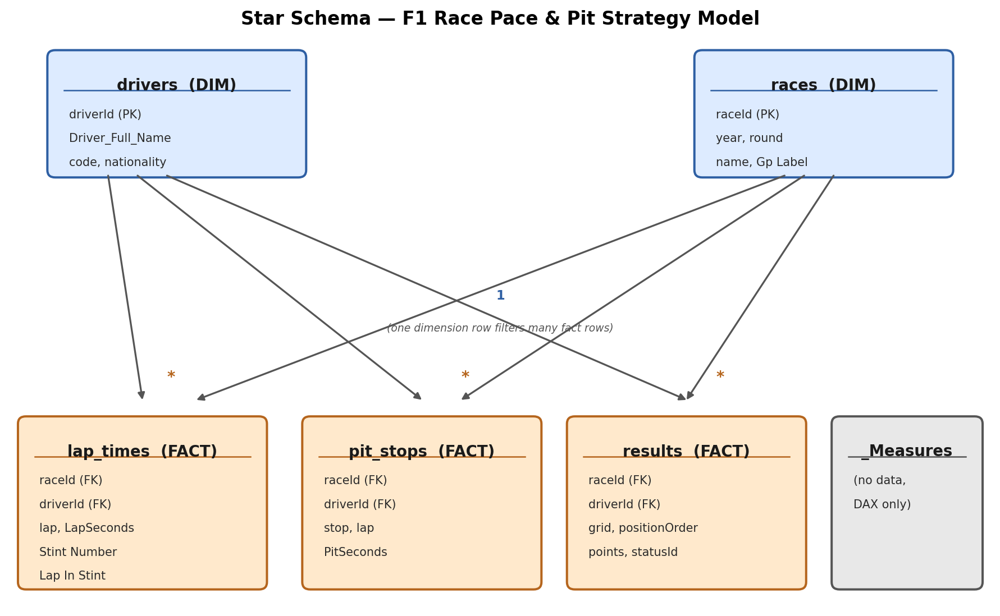 Star Schema — F1 Race Pace & Pit Strategy Model
drivers (DIM)
driverId (PK)
Driver_Full_Name
code, nationality
races (DIM)
raceId (PK)
year, round
name, Gp Label
1
(one dimension row filters many fact rows)
*
*
*
lap_times (FACT)
raceId (FK)
driverId (FK)
lap, LapSeconds
Stint Number
Lap In Stint
pit_stops (FACT)
raceId (FK)
driverId (FK)
stop, lap
PitSeconds
results (FACT)
raceId (FK)
driverId (FK)
grid, positionOrder
points, statusId
_Measures
(no data,
DAX only)